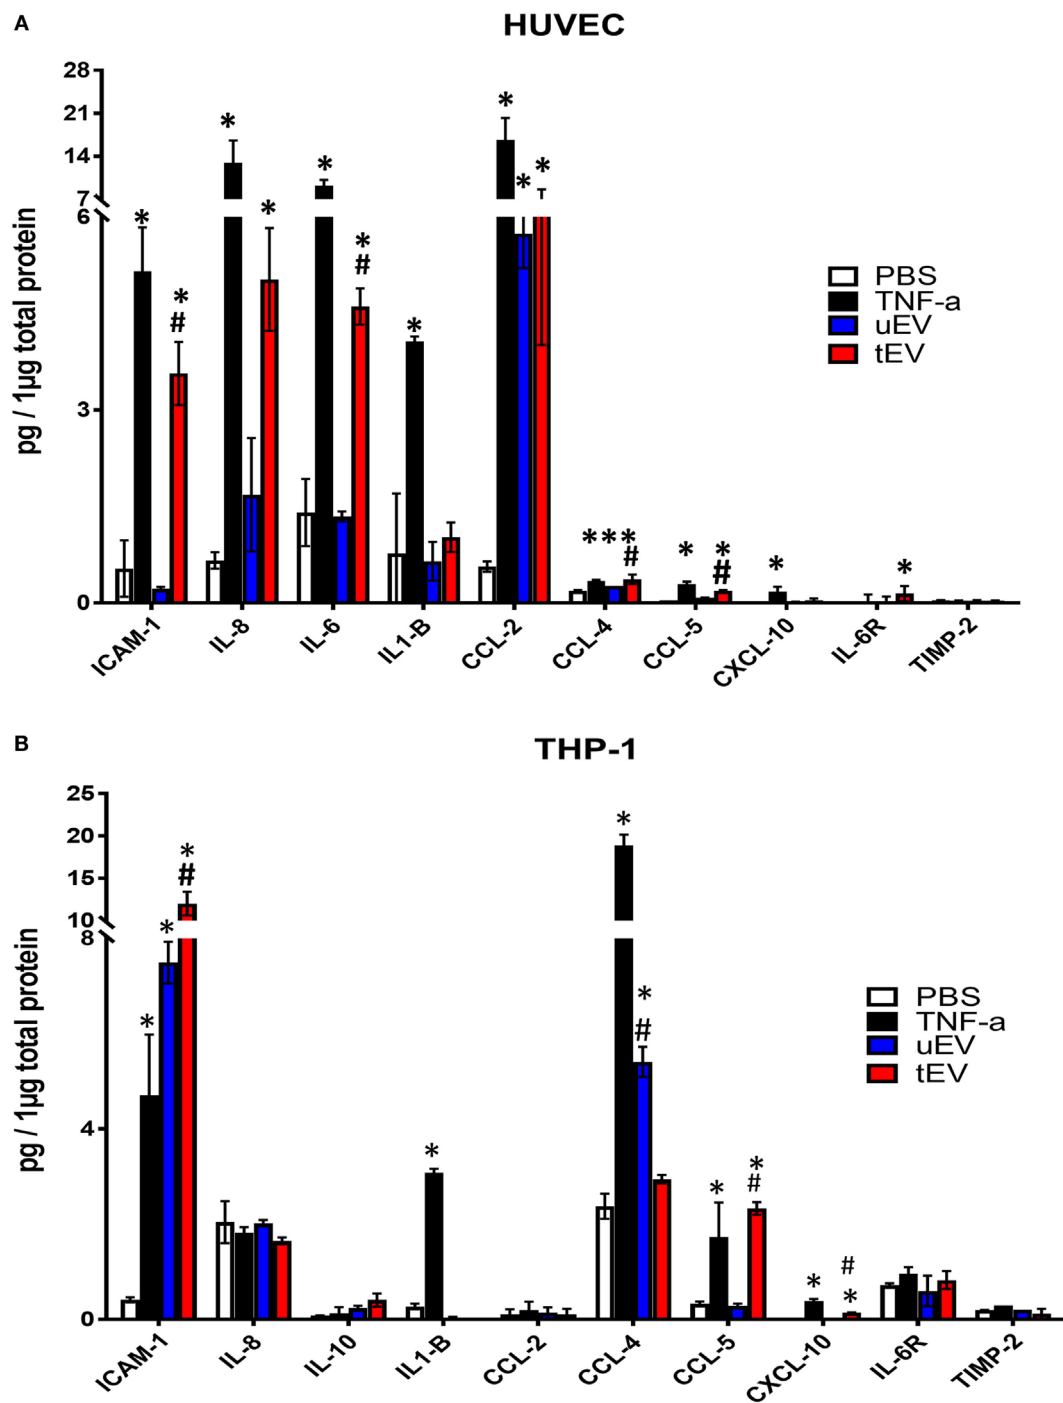 A
HUVEC
28
21
14
7
6
3
0
pg / 1µg total protein
* * * * * * * * * * *** * * * *
# # # #
PBS
TNF-a
uEV
tEV
ICAM-1
IL-8
IL-6
IL1-B
CCL-2
CCL-4
CCL-5
CXCL-10
IL-6R
TIMP-2
B
THP-1
25
20
15
10
8
4
0
pg / 1µg total protein
* * * * * * * * * *
# # # #
PBS
TNF-a
uEV
tEV
ICAM-1
IL-8
IL-10
IL1-B
CCL-2
CCL-4
CCL-5
CXCL-10
IL-6R
TIMP-2